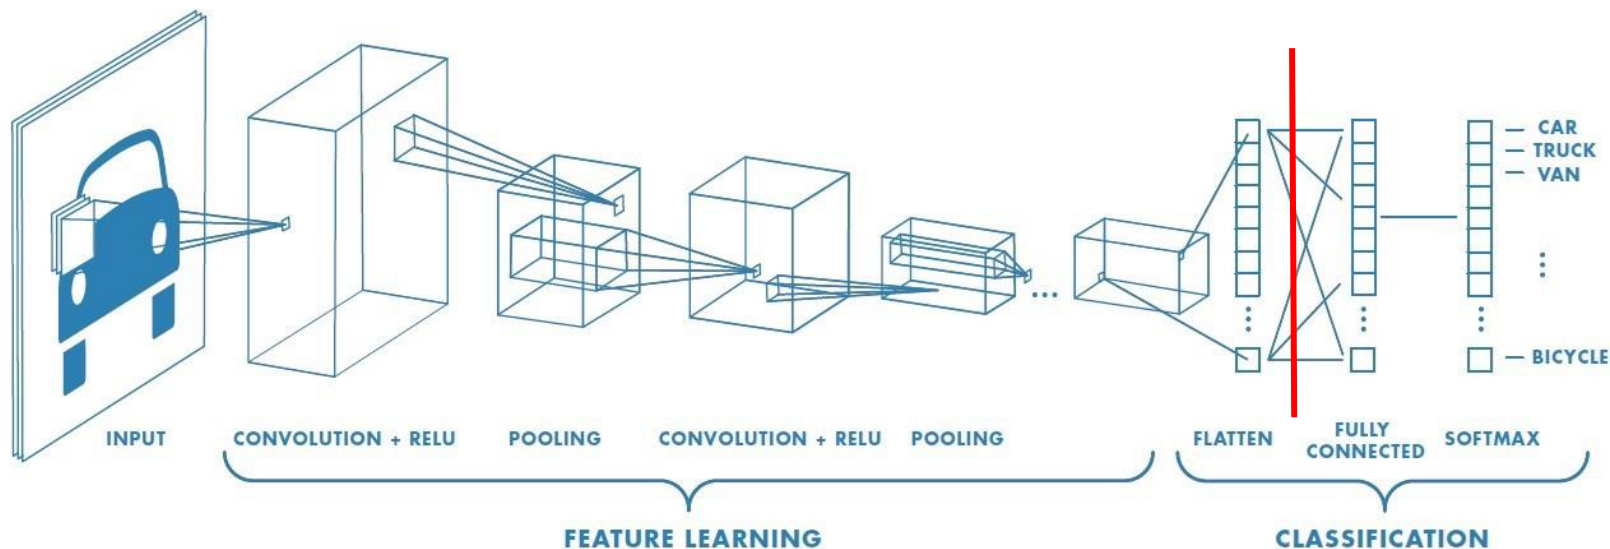 CAR
TRUCK
VAN
BICYCLE
INPUT
CONVOLUTION + RELU
POOLING
CONVOLUTION + RELU
POOLING
FLATTEN
FULLY
CONNECTED
SOFTMAX
FEATURE LEARNING
CLASSIFICATION